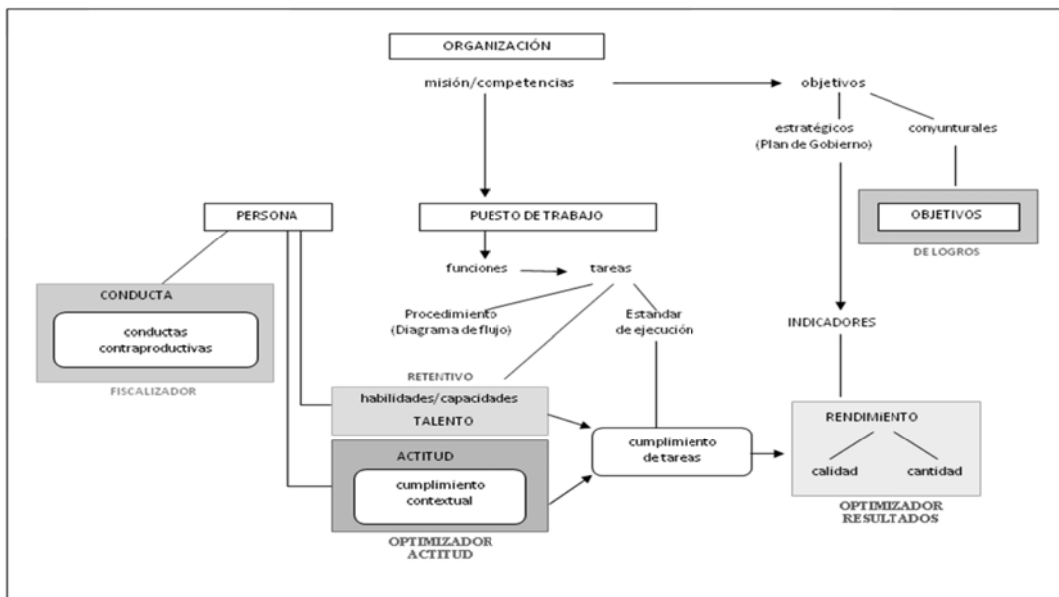 ORGANIZACIÓN
misión/competencias
objetivos
estratégicos
(Plan de Gobierno)
conyunturales
PERSONA
PUESTO DE TRABAJO
OBJETIVOS
DE LOGROS
funciones
tareas
CONDUCTA
conductas
contraproductivas
FISCALIZADOR
Procedimiento
(Diagrama de flujo)
Estandar
de ejecución
INDICADORES
RETENTIVO
habilidades/capacidades
TALENTO
ACTITUD
cumplimiento
contextual
OPTIMIZADOR
ACTITUD
cumplimiento
de tareas
RENDIMIENTO
calidad
cantidad
OPTIMIZADOR
RESULTADOS